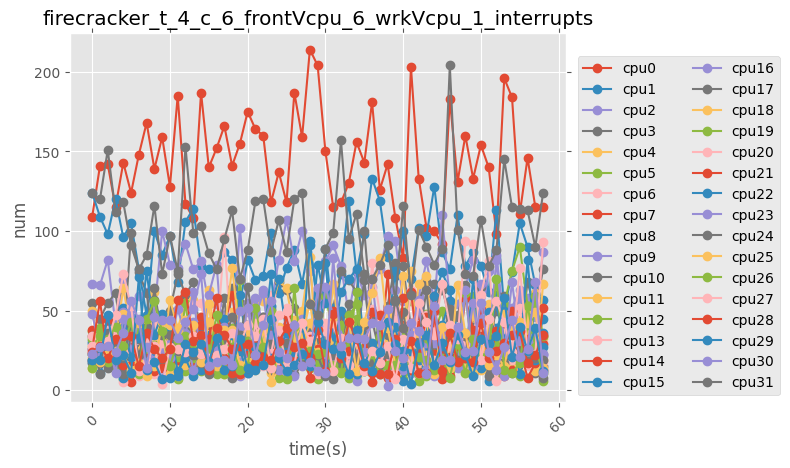 firecracker_t_4_c_6_frontVcpu_6_wrkVcpu_1_interrupts
200
150
100
50
0
num
0 10 20 30 40 50 60
time(s)
cpu0 cpu16
cpu1 cpu17
cpu2 cpu18
cpu3 cpu19
cpu4 cpu20
cpu5 cpu21
cpu6 cpu22
cpu7 cpu23
cpu8 cpu24
cpu9 cpu25
cpu10 cpu26
cpu11 cpu27
cpu12 cpu28
cpu13 cpu29
cpu14 cpu30
cpu15 cpu31